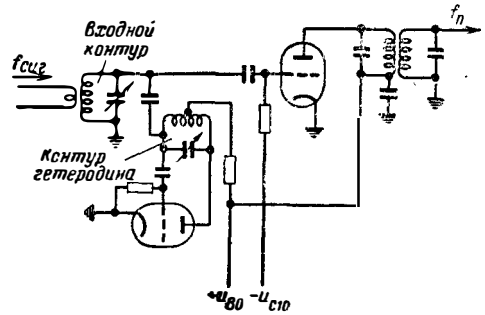 Входной
контур
fсиг
fп
Контур
гетеродина
+uв0 -uс10